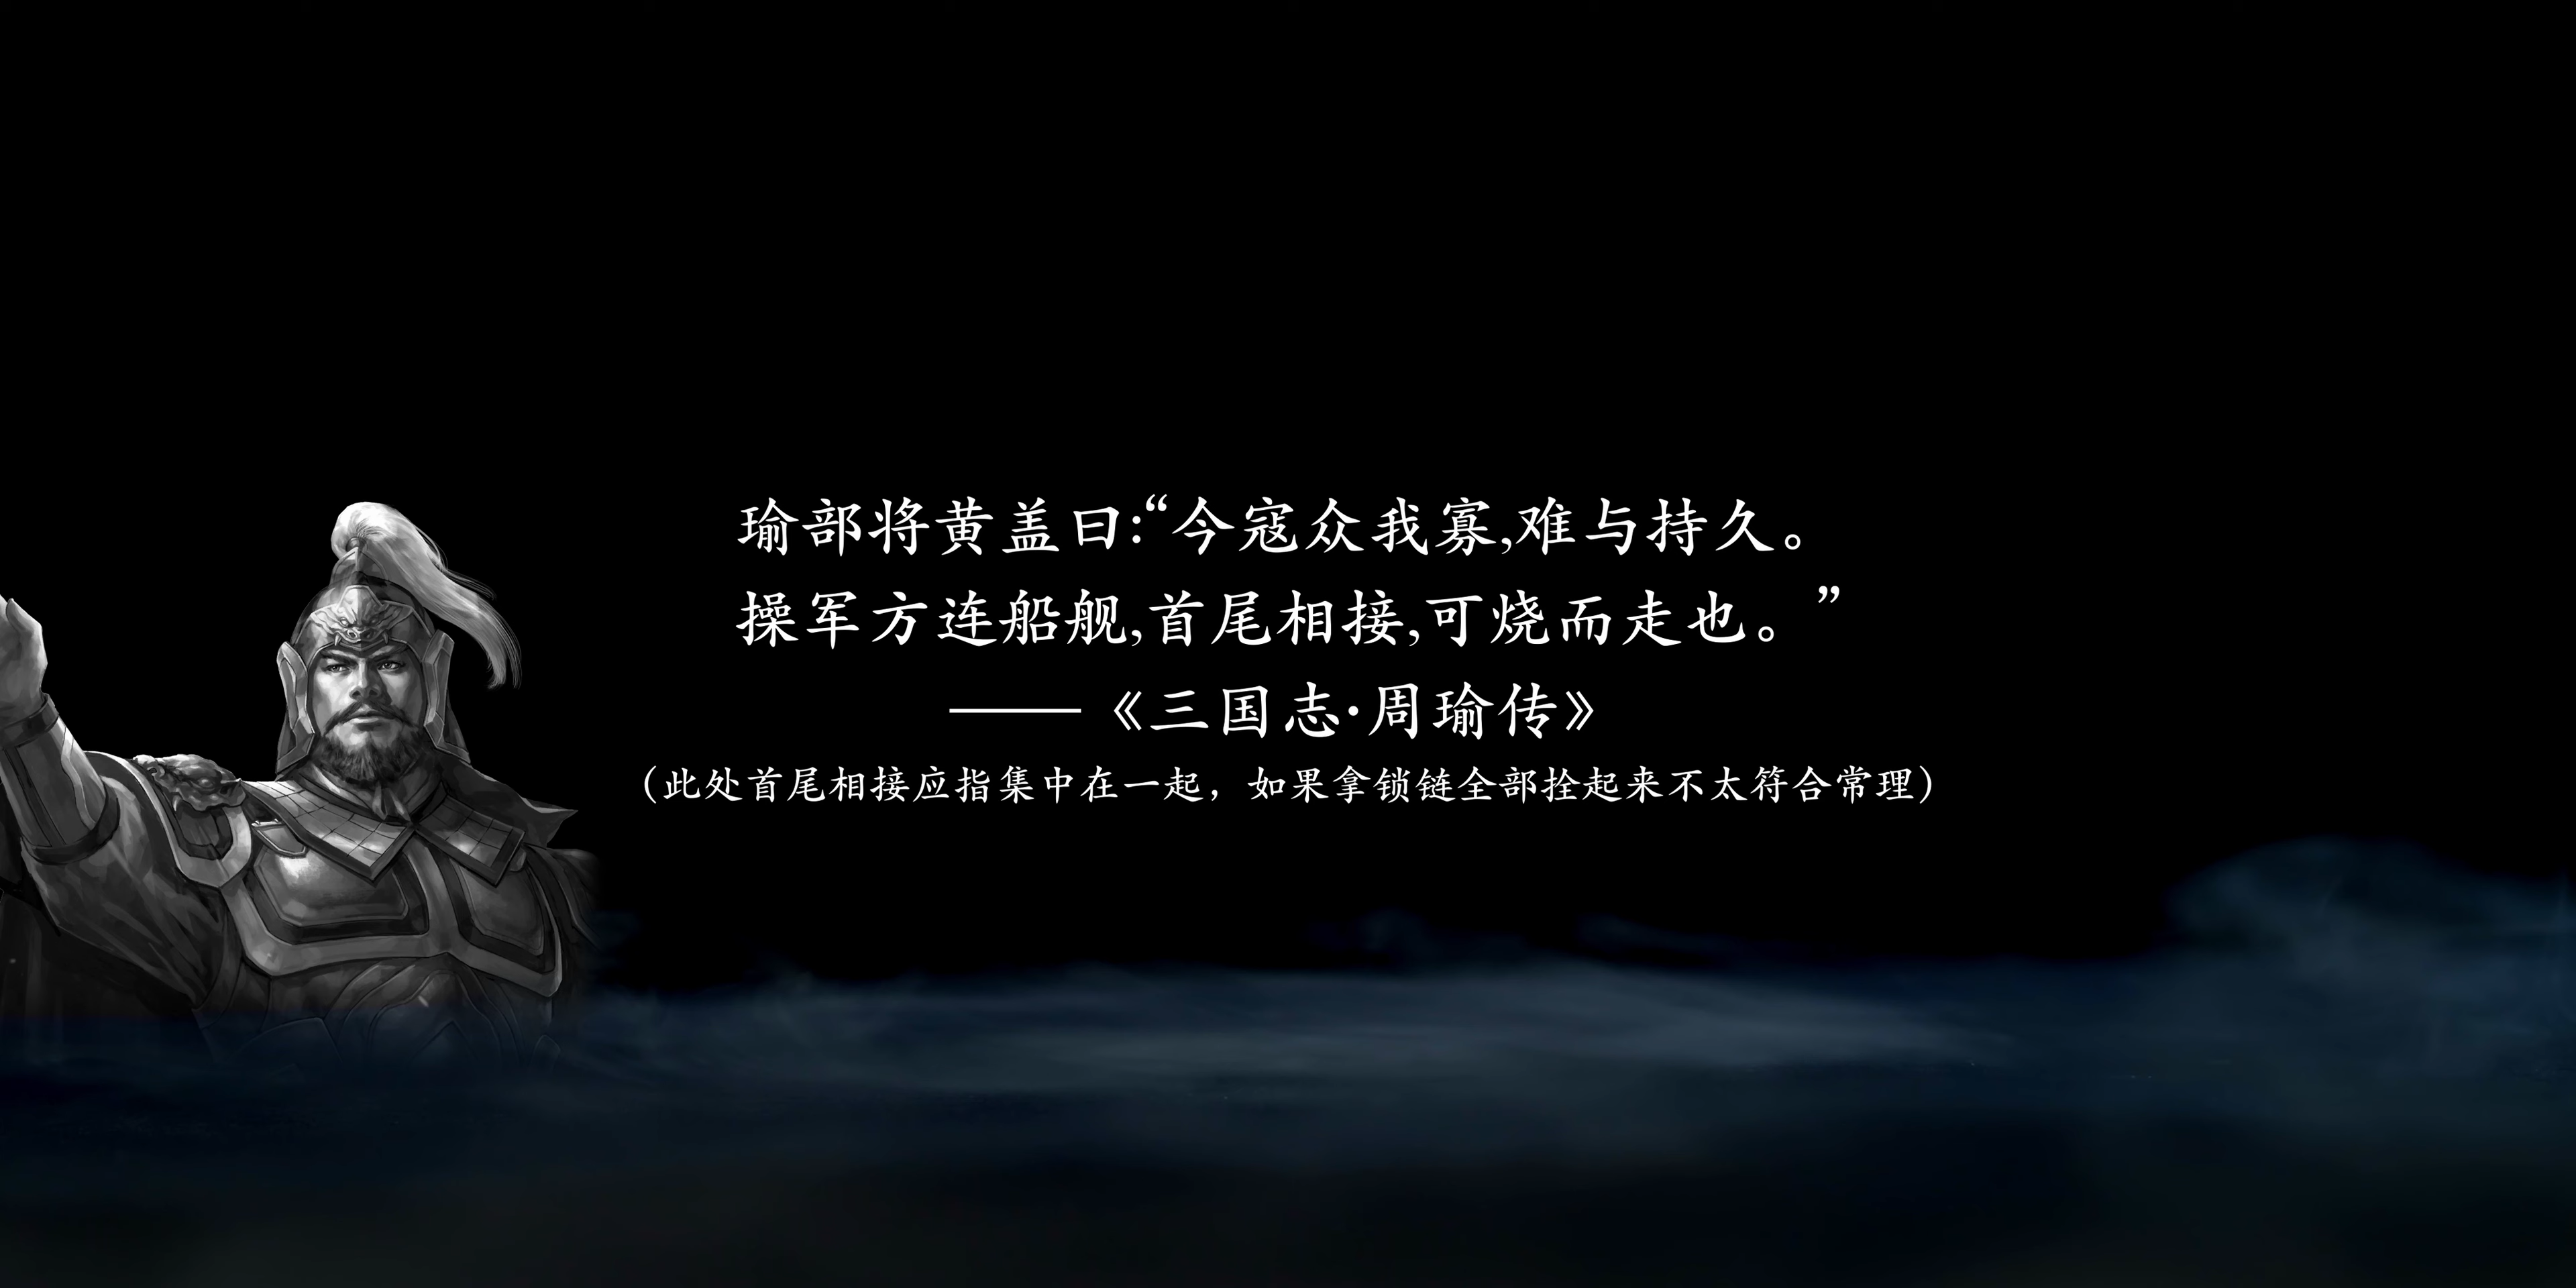 瑜部将黄盖曰:“今寇众我寡,难与持久。
操军方连船舰,首尾相接,可烧而走也。”
——《三国志·周瑜传》
(此处首尾相接应指集中在一起，如果拿锁链全部拴起来不太符合常理)